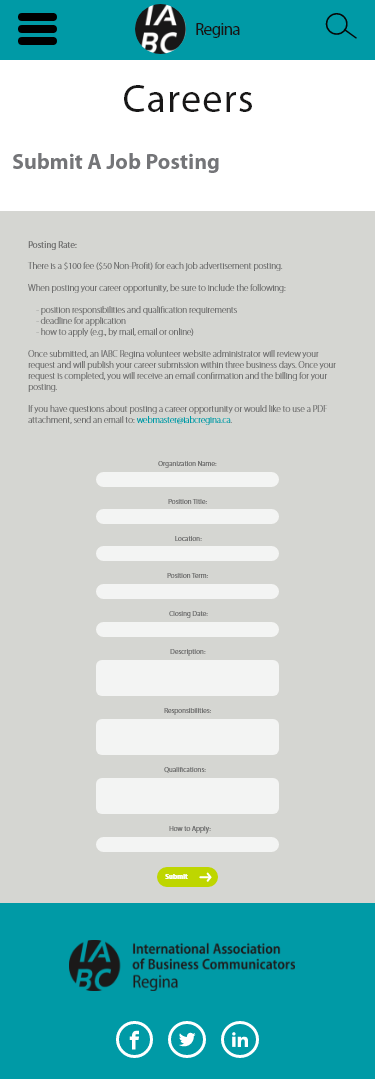 IABC Regina
Careers
Submit A Job Posting
Posting Rate:
There is a $100 fee ($50 Non-Profit) for each job advertisement posting.
When posting your career opportunity, be sure to include the following:
- position responsibilities and qualification requirements
- deadline for application
- how to apply (e.g., by mail, email or online)
Once submitted, an IABC Regina volunteer website administrator will review your
request and will publish your career submission within three business days. Once your
request is completed, you will receive an email confirmation and the billing for your
posting.
If you have questions about posting a career opportunity or would like to use a PDF
attachment, send an email to: webmaster@iabcregina.ca.
Organization Name:
Position Title:
Location:
Position Term:
Closing Date:
Description:
Responsibilities:
Qualifications:
How to Apply:
Submit
IABC
International Association
of Business Communicators
Regina